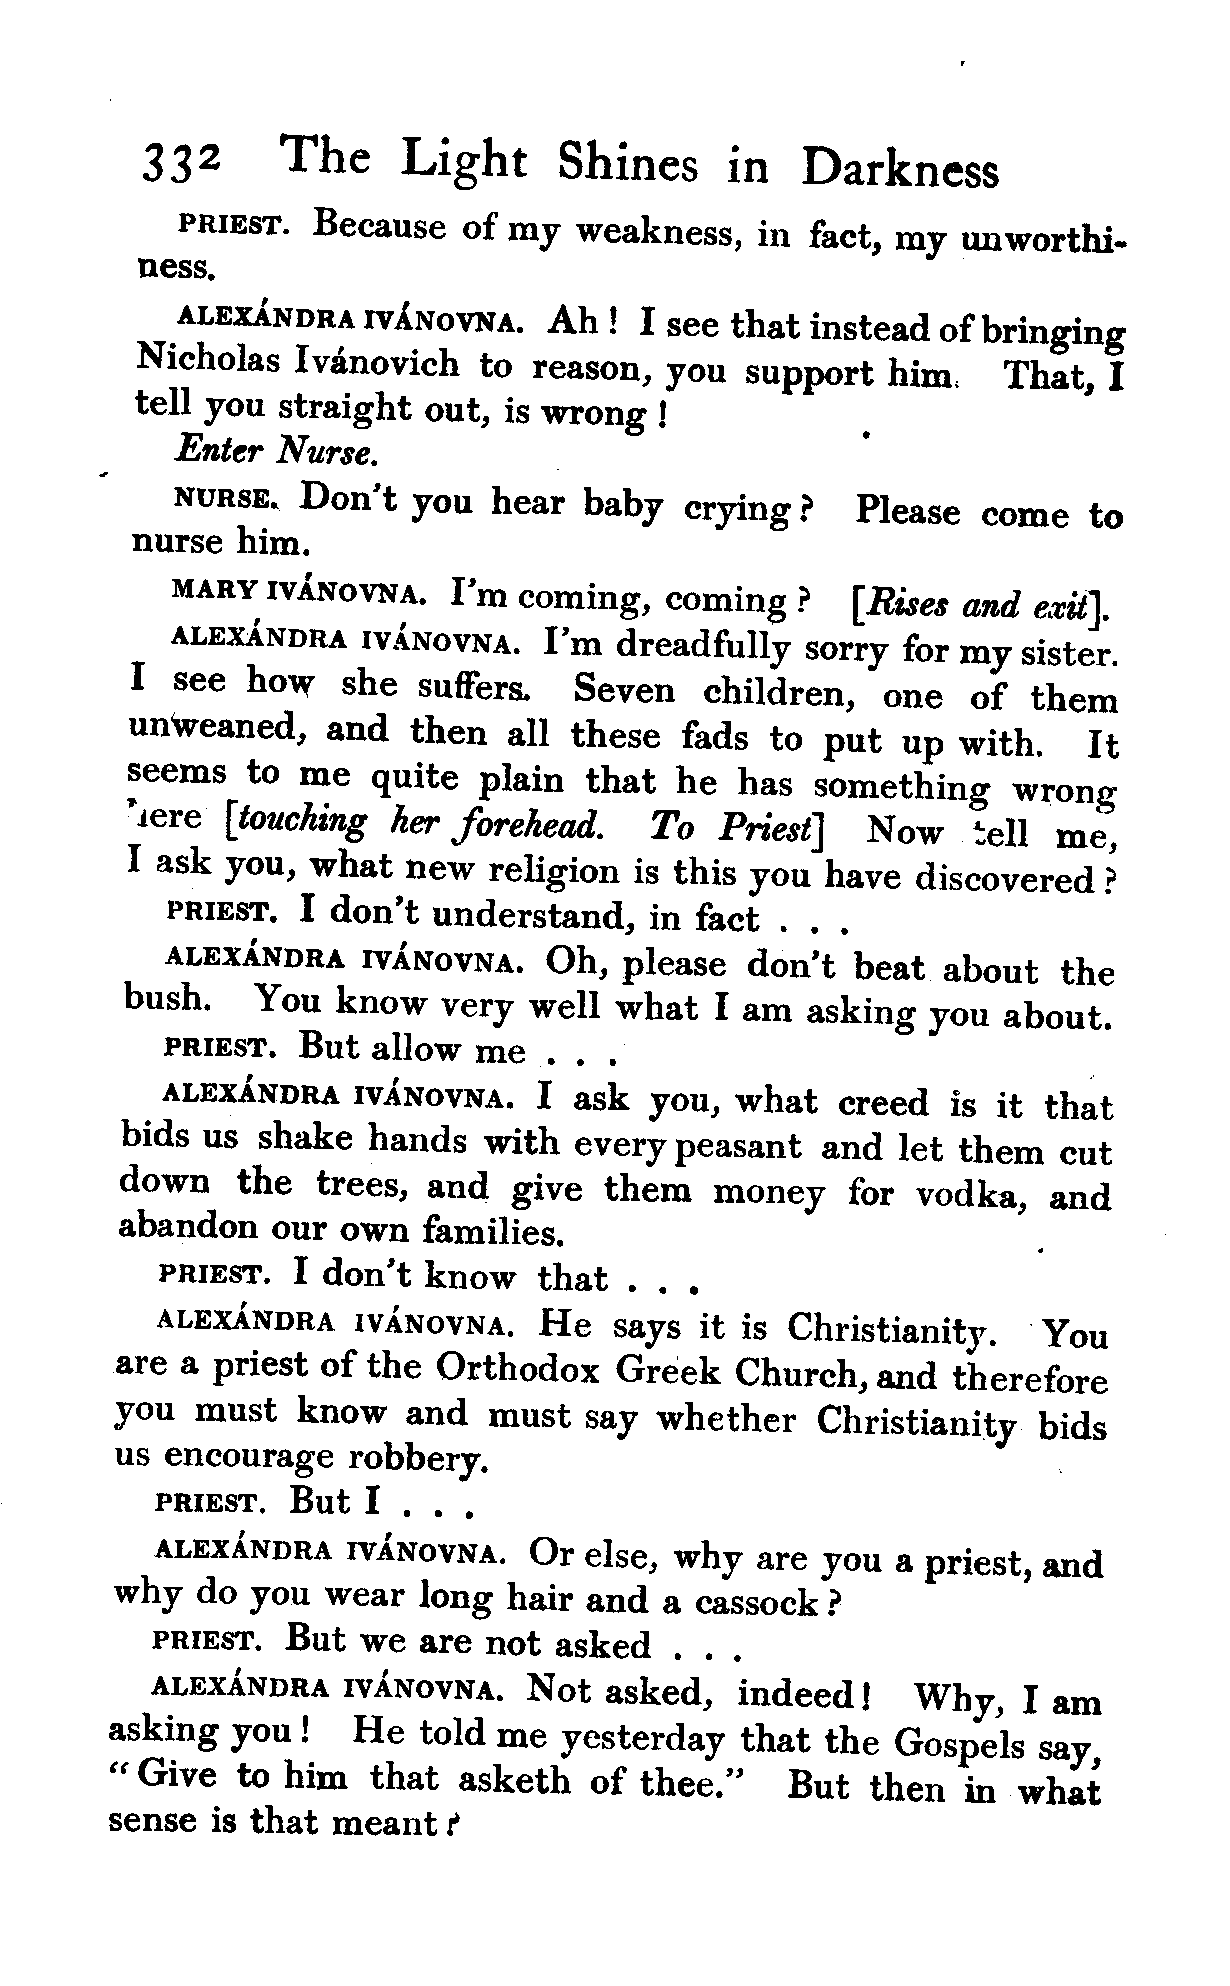 332 The Light Shines in Darkness
PRIEST. Because of my weakness, in fact, my unworthi-
ness.
ALEXÁNDRA IVÁNOVNA. Ah! I see that instead of bringing
Nicholas Ivánovich to reason, you support him. That, I
tell you straight out, is wrong!
Enter Nurse.
NURSE. Don't you hear baby crying? Please come to
nurse him.
MARY IVÁNOVNA. I'm coming, coming? [Rises and exit].
ALEXÁNDRA IVÁNOVNA. I'm dreadfully sorry for my sister.
I see how she suffers. Seven children, one of them
unweaned, and then all these fads to put up with. It
seems to me quite plain that he has something wrong
here [touching her forehead. To Priest] Now tell me,
I ask you, what new religion is this you have discovered?
PRIEST. I don't understand, in fact . . .
ALEXÁNDRA IVÁNOVNA. Oh, please don't beat about the
bush. You know very well what I am asking you about.
PRIEST. But allow me . . .
ALEXÁNDRA IVÁNOVNA. I ask you, what creed is it that
bids us shake hands with every peasant and let them cut
down the trees, and give them money for vodka, and
abandon our own families.
PRIEST. I don't know that . . .
ALEXÁNDRA IVÁNOVNA. He says it is Christianity. You
are a priest of the Orthodox Greek Church, and therefore
you must know and must say whether Christianity bids
us encourage robbery.
PRIEST. But I . . .
ALEXÁNDRA IVÁNOVNA. Or else, why are you a priest, and
why do you wear long hair and a cassock?
PRIEST. But we are not asked . . .
ALEXÁNDRA IVÁNOVNA. Not asked, indeed! Why, I am
asking you! He told me yesterday that the Gospels say,
"Give to him that asketh of thee." But then in what
sense is that meant?